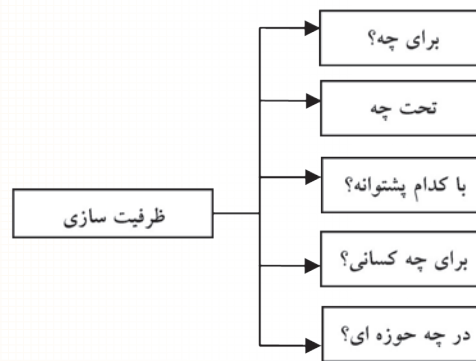 برای چه؟
تحت چه
با کدام پشتوانه؟
ظرفیت سازی
برای چه کسانی؟
در چه حوزه ای؟